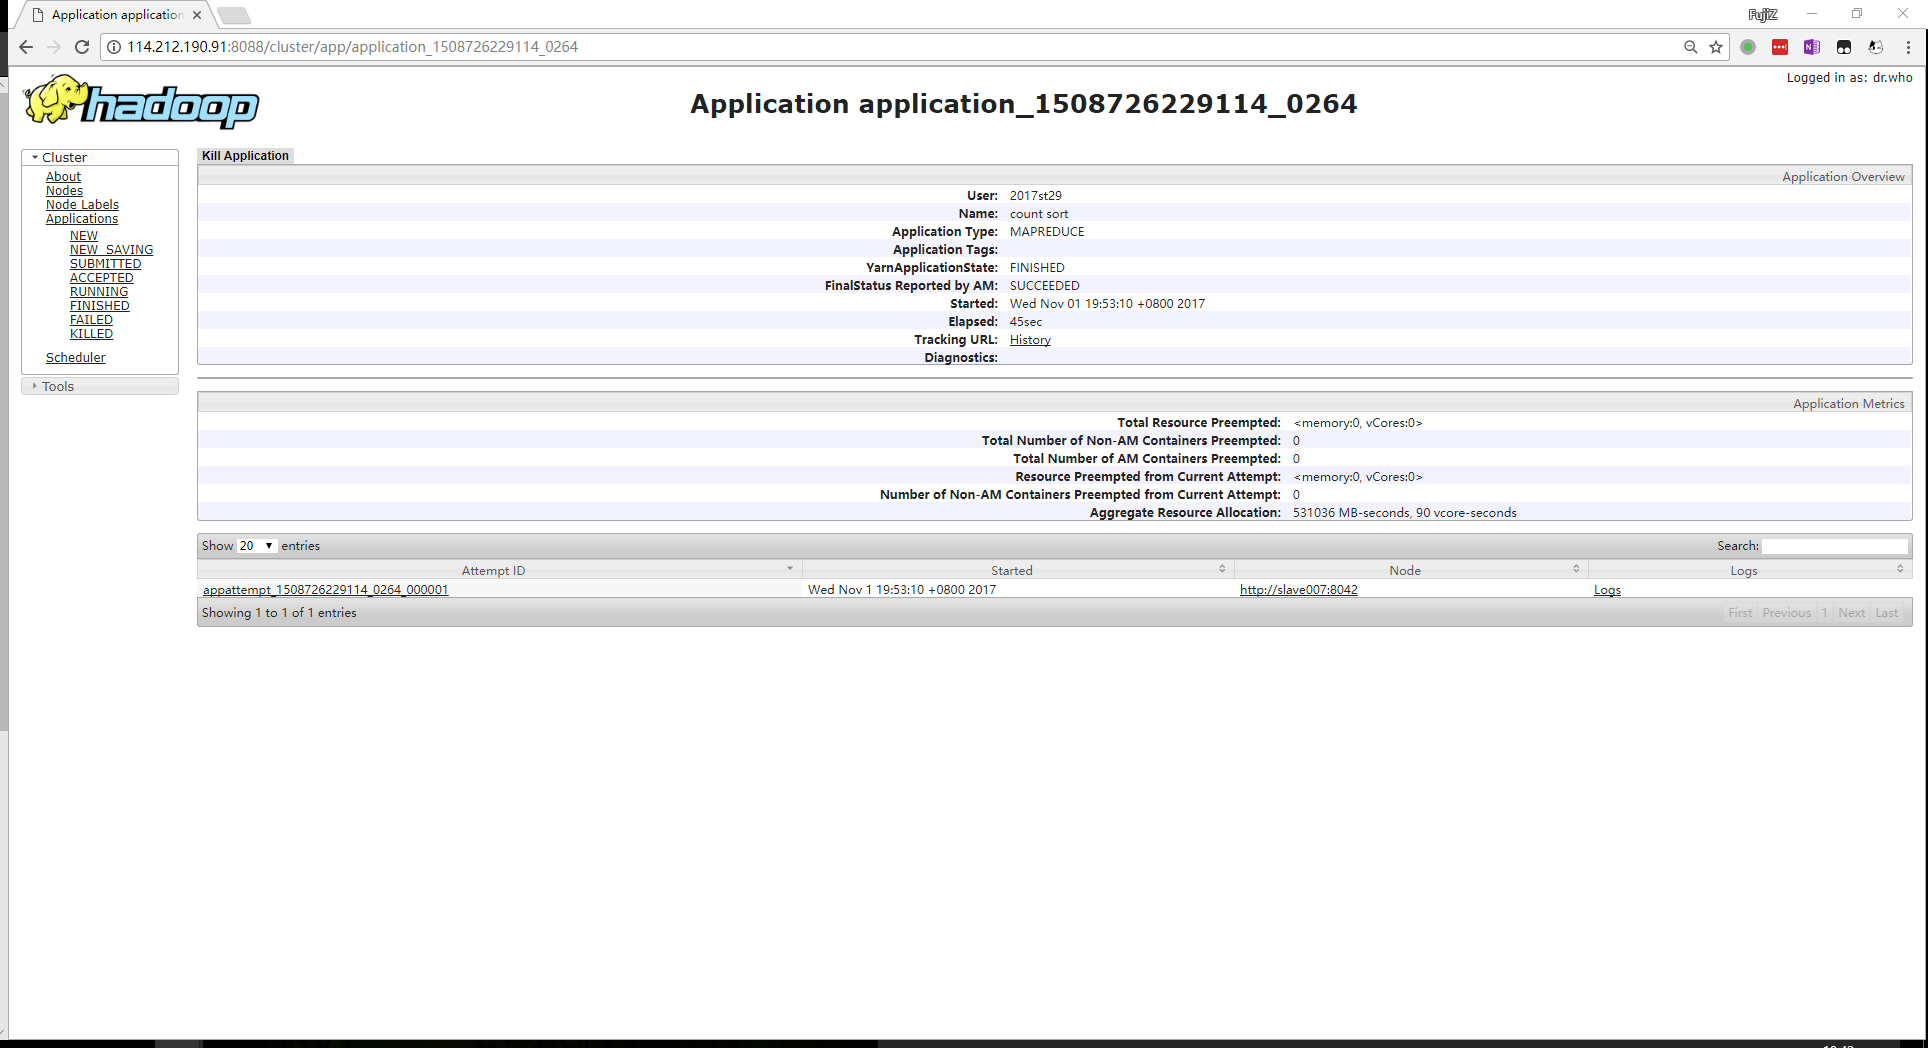 Application application
FujiZ
114.212.190.91:8088/cluster/app/application_1508726229114_0264
Logged in as: dr.who
hadoop
Application application_1508726229114_0264
Cluster
About
Nodes
Node Labels
Applications
NEW
NEW_SAVING
SUBMITTED
ACCEPTED
RUNNING
FINISHED
FAILED
KILLED
Scheduler
Tools
Kill Application
Application Overview
User: 2017st29
Name: count sort
Application Type: MAPREDUCE
Application Tags:
YarnApplicationState: FINISHED
FinalStatus Reported by AM: SUCCEEDED
Started: Wed Nov 01 19:53:10 +0800 2017
Elapsed: 45sec
Tracking URL: History
Diagnostics:
Application Metrics
Total Resource Preempted: <memory:0, vCores:0>
Total Number of Non-AM Containers Preempted: 0
Total Number of AM Containers Preempted: 0
Resource Preempted from Current Attempt: <memory:0, vCores:0>
Number of Non-AM Containers Preempted from Current Attempt: 0
Aggregate Resource Allocation: 531036 MB-seconds, 90 vcore-seconds
Show 20 entries Search:
Attempt ID Started Node Logs
appattempt_1508726229114_0264_000001 Wed Nov 1 19:53:10 +0800 2017 http://slave007:8042 Logs
Showing 1 to 1 of 1 entries First Previous 1 Next Last